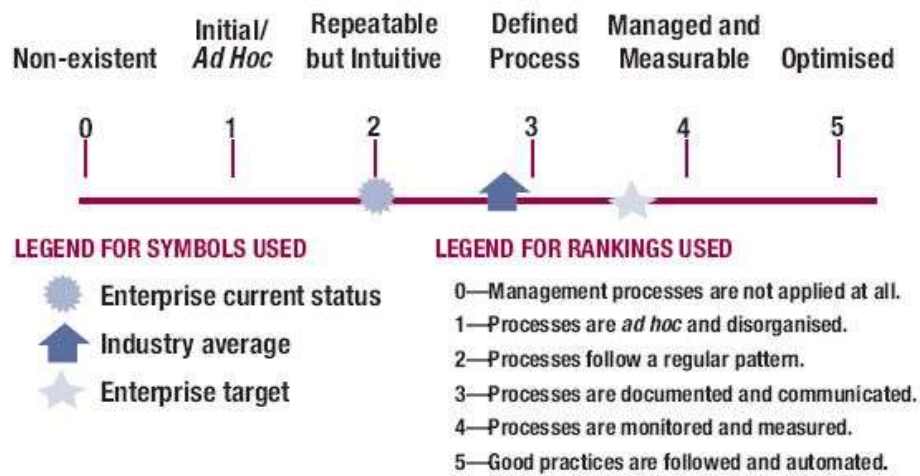 Non-existent
Initial/
Ad Hoc
Repeatable
but Intuitive
Defined
Process
Managed and
Measurable
Optimised
0 1 2 3 4 5
LEGEND FOR SYMBOLS USED
Enterprise current status
Industry average
Enterprise target
LEGEND FOR RANKINGS USED
0—Management processes are not applied at all.
1—Processes are ad hoc and disorganised.
2—Processes follow a regular pattern.
3—Processes are documented and communicated.
4—Processes are monitored and measured.
5—Good practices are followed and automated.